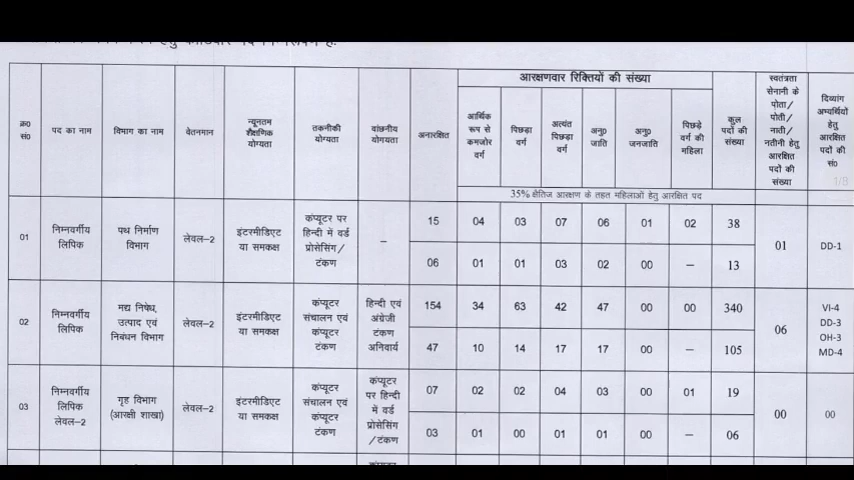 आरक्षणवार रिक्तियों की संख्या
क्र०
सं०
पद का नाम
विभाग का नाम
वेतनमान
न्यूनतम
शैक्षणिक
योग्यता
तकनीकी
योग्यता
वांछनीय
योग्यता
अनारक्षित
आर्थिक
रूप से
कमजोर
वर्ग
पिछड़ा
वर्ग
अत्यंत
पिछड़ा
वर्ग
अनु०
जाति
अनु०
जनजाति
पिछड़े
वर्ग की
महिला
कुल
पदों की
संख्या
स्वतंत्रता
सेनानी के
पोता/
पोती/
नाती/
नतीनी हेतु
आरक्षित
पदों की
संख्या
दिव्यांग
अभ्यर्थियों
हेतु
आरक्षित
पदों की
सं०
1/9
35% क्षैतिज आरक्षण के तहत महिलाओं हेतु आरक्षित पद
01
निम्नवर्गीय
लिपिक
पथ निर्माण
विभाग
लेवल-2
इंटरमीडिएट
या समकक्ष
कंप्यूटर पर
हिन्दी में वर्ड
प्रोसेसिंग/
टंकण
–
15 04 03 07 06 01 02 38
06 01 01 03 02 00 – 13
01
DD-1
02
निम्नवर्गीय
लिपिक
मद्य निषेध,
उत्पाद एवं
निबंधन विभाग
लेवल-2
इंटरमीडिएट
या समकक्ष
कंप्यूटर
संचालन एवं
कंप्यूटर
टंकण
हिन्दी एवं
अंग्रेजी
टंकण
अनिवार्य
154 34 63 42 47 00 00 340
47 10 14 17 17 00 – 105
06
VI-4
DD-3
OH-3
MD-4
03
निम्नवर्गीय
लिपिक
लेवल-2
गृह विभाग
(आरक्षी शाखा)
लेवल-2
इंटरमीडिएट
या समकक्ष
कंप्यूटर
संचालन एवं
कंप्यूटर
टंकण
कंप्यूटर
पर हिन्दी
में वर्ड
प्रोसेसिंग
/टंकण
07 02 02 04 03 00 01 19
03 01 00 01 01 00 – 06
00
00